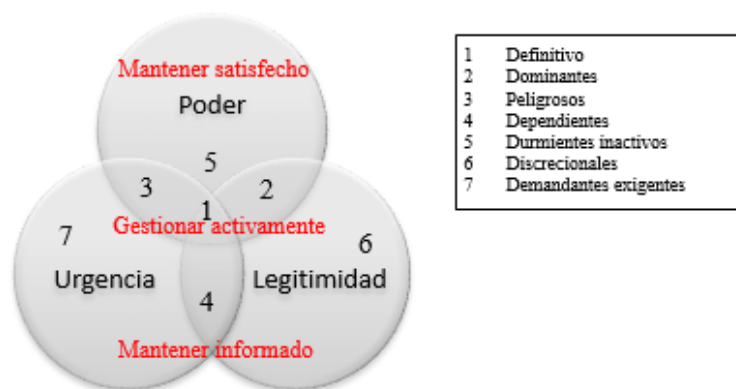 Mantener satisfecho
Poder
5
3
2
1
Gestionar activamente
7
6
Urgencia
Legitimidad
4
Mantener informado
1 Definitivo
2 Dominantes
3 Peligrosos
4 Dependientes
5 Durmientes inactivos
6 Discrecionales
7 Demandantes exigentes